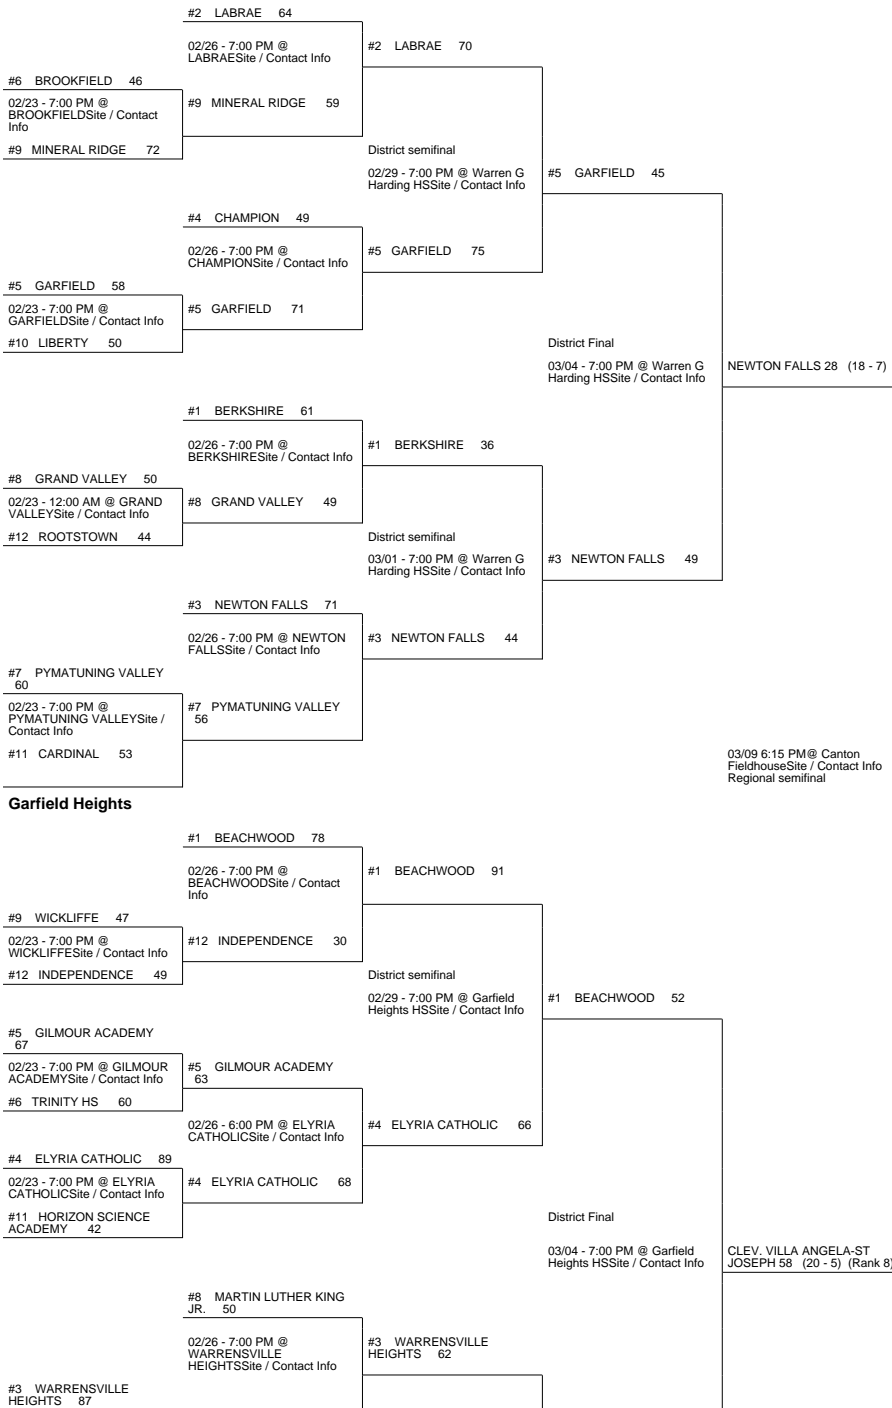 #2 LABRAE 64
02/26 - 7:00 PM @
LABRAESite / Contact Info
#2 LABRAE 70
#6 BROOKFIELD 46
02/23 - 7:00 PM @
BROOKFIELDSite / Contact
Info
#9 MINERAL RIDGE 59
#9 MINERAL RIDGE 72
District semifinal
02/29 - 7:00 PM @ Warren G
Harding HSSite / Contact Info
#5 GARFIELD 45
#4 CHAMPION 49
02/26 - 7:00 PM @
CHAMPIONSite / Contact Info
#5 GARFIELD 75
#5 GARFIELD 58
02/23 - 7:00 PM @
GARFIELDSite / Contact Info
#5 GARFIELD 71
#10 LIBERTY 50
District Final
03/04 - 7:00 PM @ Warren G
Harding HSSite / Contact Info
NEWTON FALLS 28 (18 - 7)
#1 BERKSHIRE 61
02/26 - 7:00 PM @
BERKSHIRESite / Contact Info
#1 BERKSHIRE 36
#8 GRAND VALLEY 50
02/23 - 12:00 AM @ GRAND
VALLEYSite / Contact Info
#8 GRAND VALLEY 49
#12 ROOTSTOWN 44
District semifinal
03/01 - 7:00 PM @ Warren G
Harding HSSite / Contact Info
#3 NEWTON FALLS 49
#3 NEWTON FALLS 71
02/26 - 7:00 PM @ NEWTON
FALLSSite / Contact Info
#3 NEWTON FALLS 44
#7 PYMATUNING VALLEY
60
02/23 - 7:00 PM @
PYMATUNING VALLEYSite /
Contact Info
#7 PYMATUNING VALLEY
56
#11 CARDINAL 53
03/09 6:15 PM@ Canton
FieldhouseSite / Contact Info
Regional semifinal
Garfield Heights
#1 BEACHWOOD 78
02/26 - 7:00 PM @
BEACHWOODSite / Contact
Info
#1 BEACHWOOD 91
#9 WICKLIFFE 47
02/23 - 7:00 PM @
WICKLIFFESite / Contact Info
#12 INDEPENDENCE 30
#12 INDEPENDENCE 49
District semifinal
02/29 - 7:00 PM @ Garfield
Heights HSSite / Contact Info
#1 BEACHWOOD 52
#5 GILMOUR ACADEMY
67
02/23 - 7:00 PM @ GILMOUR
ACADEMYSite / Contact Info
#5 GILMOUR ACADEMY
63
#6 TRINITY HS 60
02/26 - 6:00 PM @ ELYRIA
CATHOLICSite / Contact Info
#4 ELYRIA CATHOLIC 66
#4 ELYRIA CATHOLIC 89
02/23 - 7:00 PM @ ELYRIA
CATHOLICSite / Contact Info
#4 ELYRIA CATHOLIC 68
#11 HORIZON SCIENCE
ACADEMY 42
District Final
03/04 - 7:00 PM @ Garfield
Heights HSSite / Contact Info
CLEV. VILLA ANGELA-ST
JOSEPH 58 (20 - 5) (Rank 8)
#8 MARTIN LUTHER KING
JR. 50
02/26 - 7:00 PM @
WARRENSVILLE
HEIGHTSSite / Contact Info
#3 WARRENSVILLE
HEIGHTS 62
#3 WARRENSVILLE
HEIGHTS 87